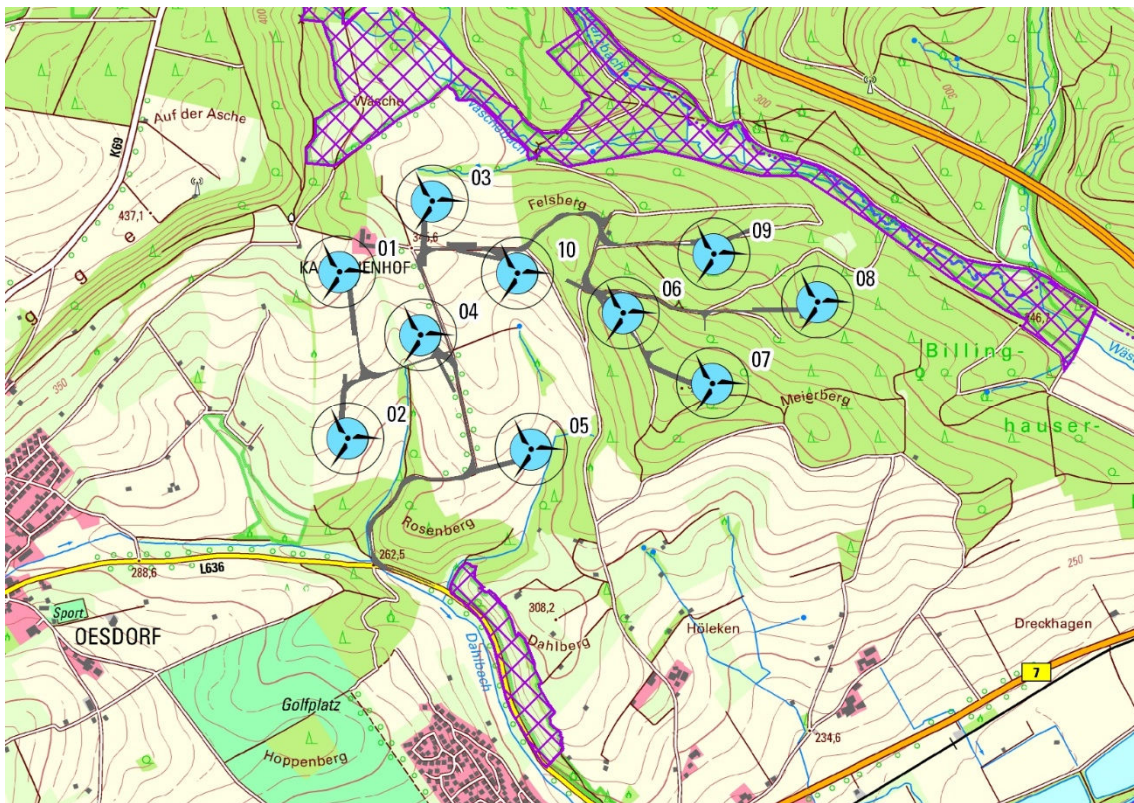 400
Auf der Asche
K69
437,1
Wäsche
300
300
03
Felsberg
01
10
09
08
KA
ENHOF
g
g
e
04
06
350
07
Billing-
Meierberg
hauser-
02
05
Rosenberg
262,5
L636
288,6
Sport
OESDORF
308,2
Dahlberg
Dahlbach
Höleken
250
Dreckhagen
7
Golfplatz
Hoppenberg
234,6